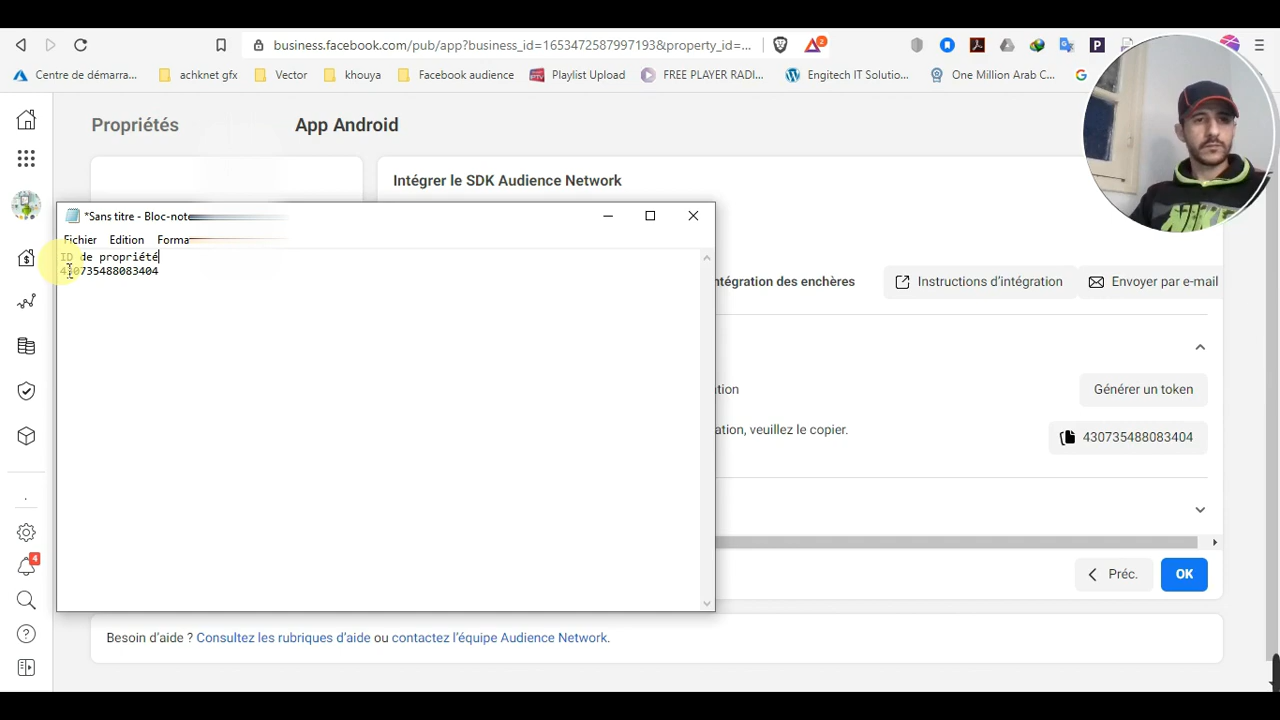 business.facebook.com/pub/app?business_id=1653472587997193&property_id=...
2
Centre de démarra...
achknet gfx
Vector
khouya
Facebook audience
Playlist Upload
FREE PLAYER RADI...
Engitech IT Solutio...
One Million Arab C...
Propriétés
App Android
Intégrer le SDK Audience Network
*Sans titre - Bloc-note
Fichier
Edition
Forma
ID de propriété
430735488083404
ntégration des enchères
Instructions d'intégration
Envoyer par e-mail
tion
Générer un token
ation, veuillez le copier.
430735488083404
4
Préc.
OK
Besoin d'aide ? Consultez les rubriques d'aide ou contactez l'équipe Audience Network.